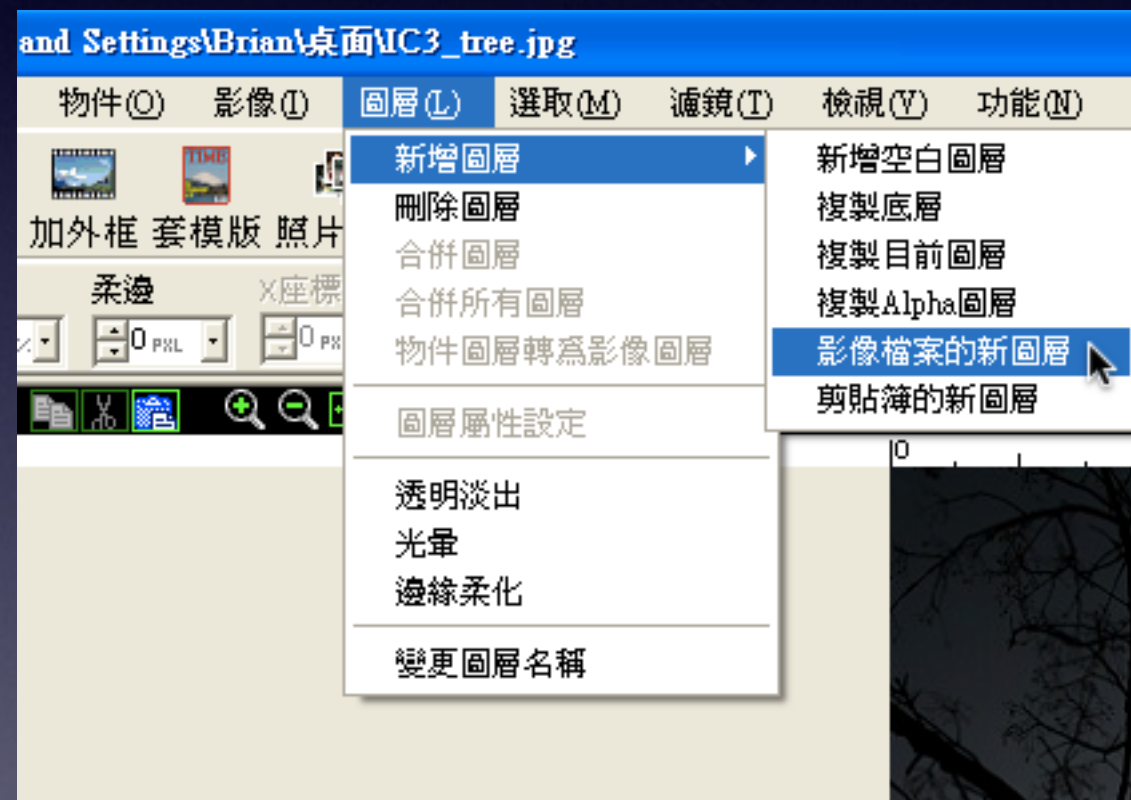 and Settings\Brian\桌面\IC3_tree.jpg
物件(O) 影像(I) 圖層(L) 選取(M) 濾鏡(T) 檢視(V) 功能(N)
TIME
加外框 套模版 照片
柔邊 X座標
% 0 PXL 0 PX
新增圖層
刪除圖層
合併圖層
合併所有圖層
物件圖層轉為影像圖層
圖層屬性設定
透明淡出
光暈
邊緣柔化
變更圖層名稱
新增空白圖層
複製底層
複製目前圖層
複製Alpha圖層
影像檔案的新圖層
剪貼簿的新圖層
0